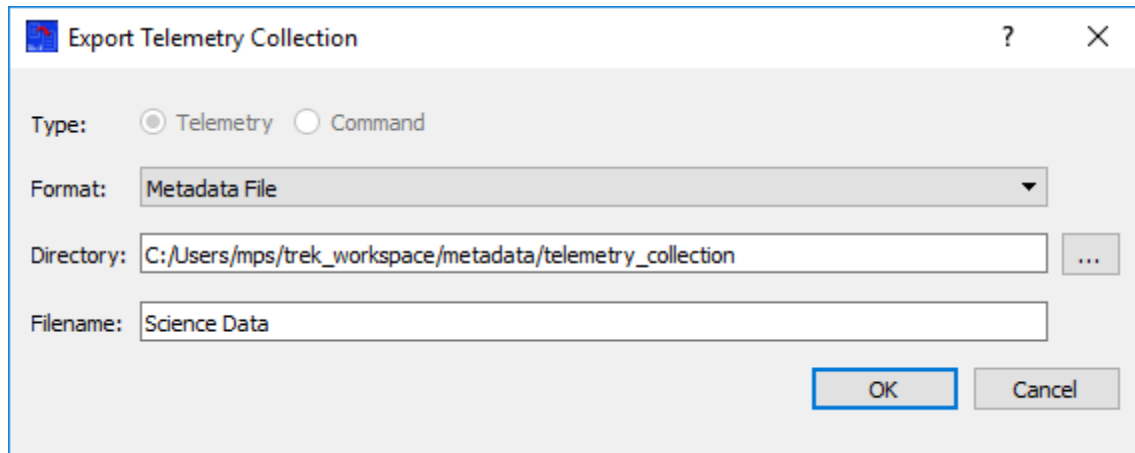 Export Telemetry Collection ? X
Type: Telemetry Command
Format: Metadata File
Directory: C:/Users/mps/trek_workspace/metadata/telemetry_collection ...
Filename: Science Data
OK Cancel